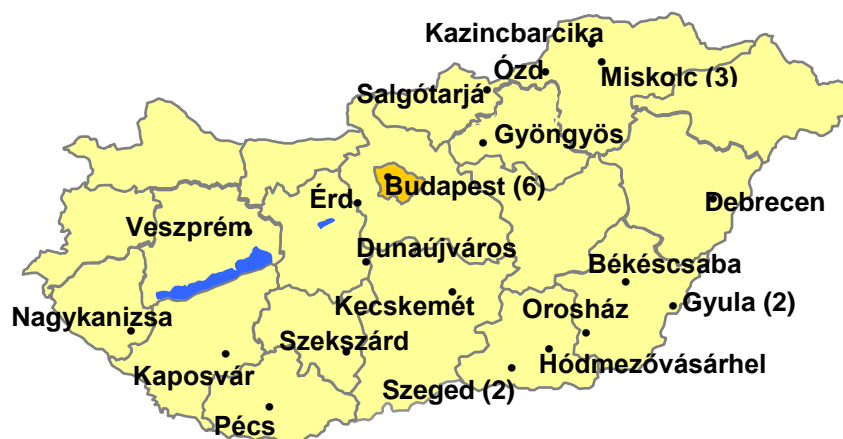 Kazincbarcika
Ózd
Miskolc (3)
Salgótarjá
Gyöngyös
Budapest (6)
Érd
Debrecen
Veszprém
Dunaújváros
Békéscsaba
Kecskemét
Orosház
Gyula (2)
Nagykanizsa
Szekszárd
Hódmezővásárhel
Kaposvár
Szeged (2)
Pécs